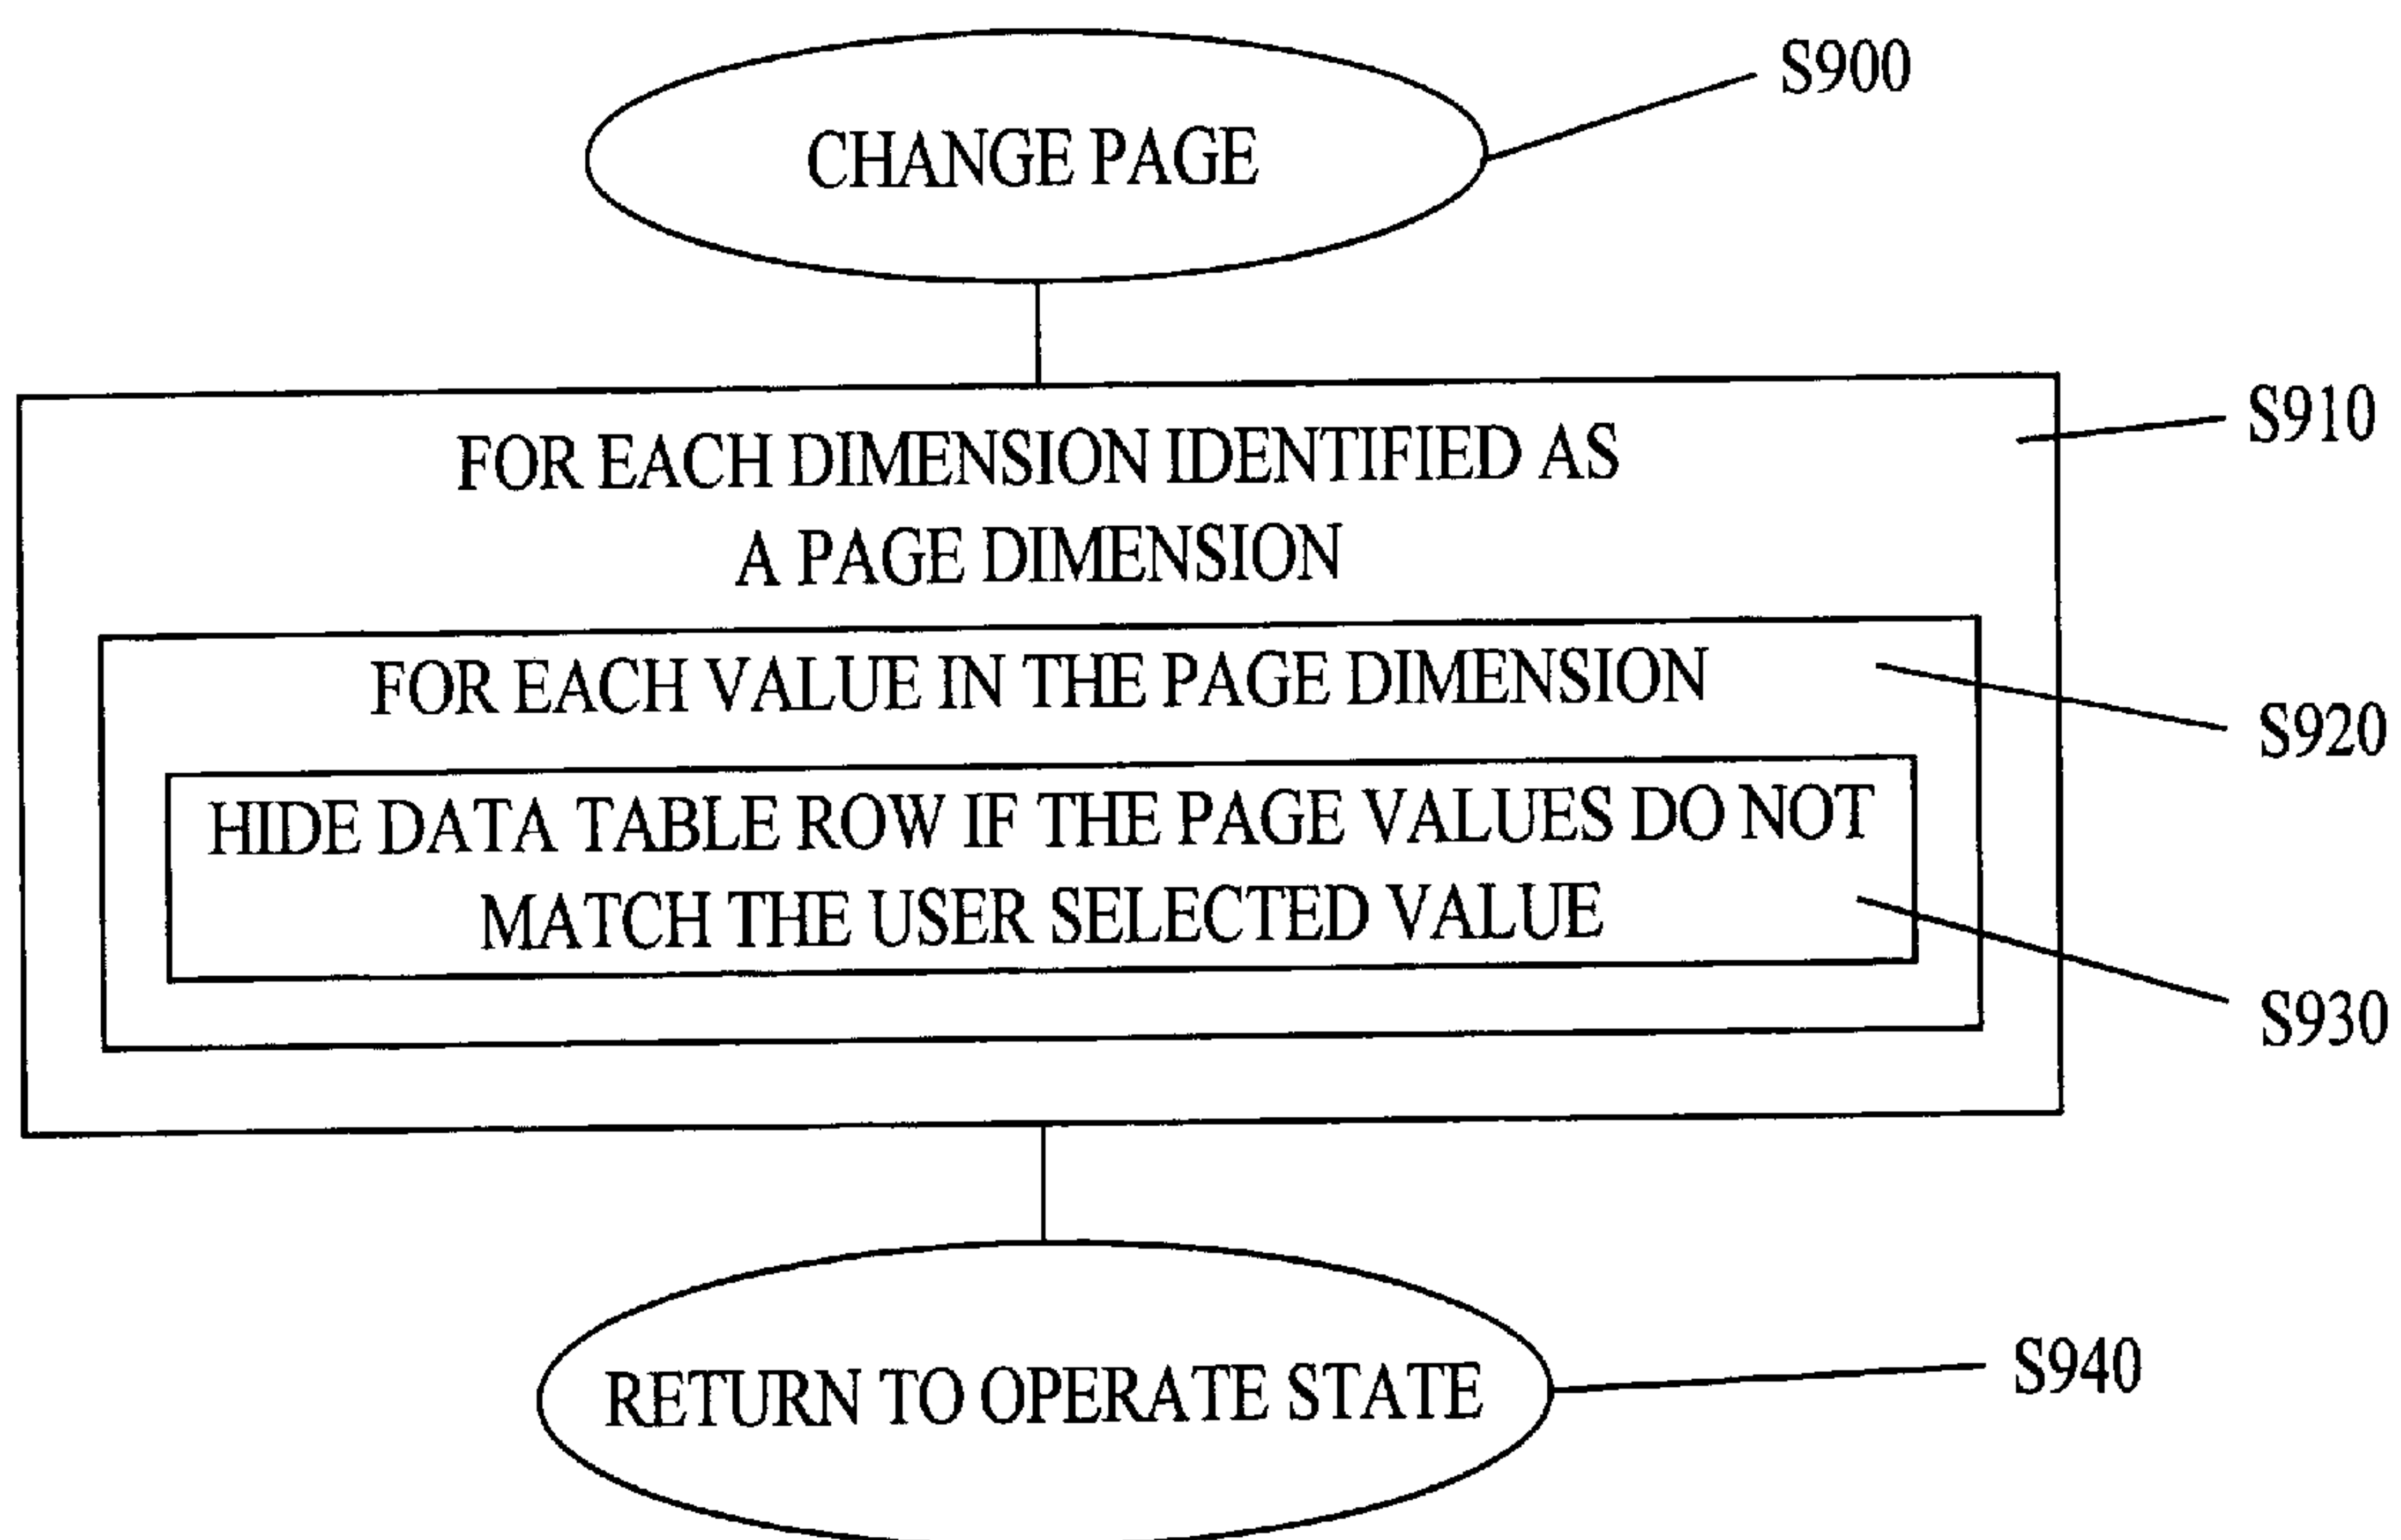 CHANGE PAGE
S900
FOR EACH DIMENSION IDENTIFIED AS
A PAGE DIMENSION
S910
FOR EACH VALUE IN THE PAGE DIMENSION
S920
HIDE DATA TABLE ROW IF THE PAGE VALUES DO NOT
MATCH THE USER SELECTED VALUE
S930
RETURN TO OPERATE STATE
S940